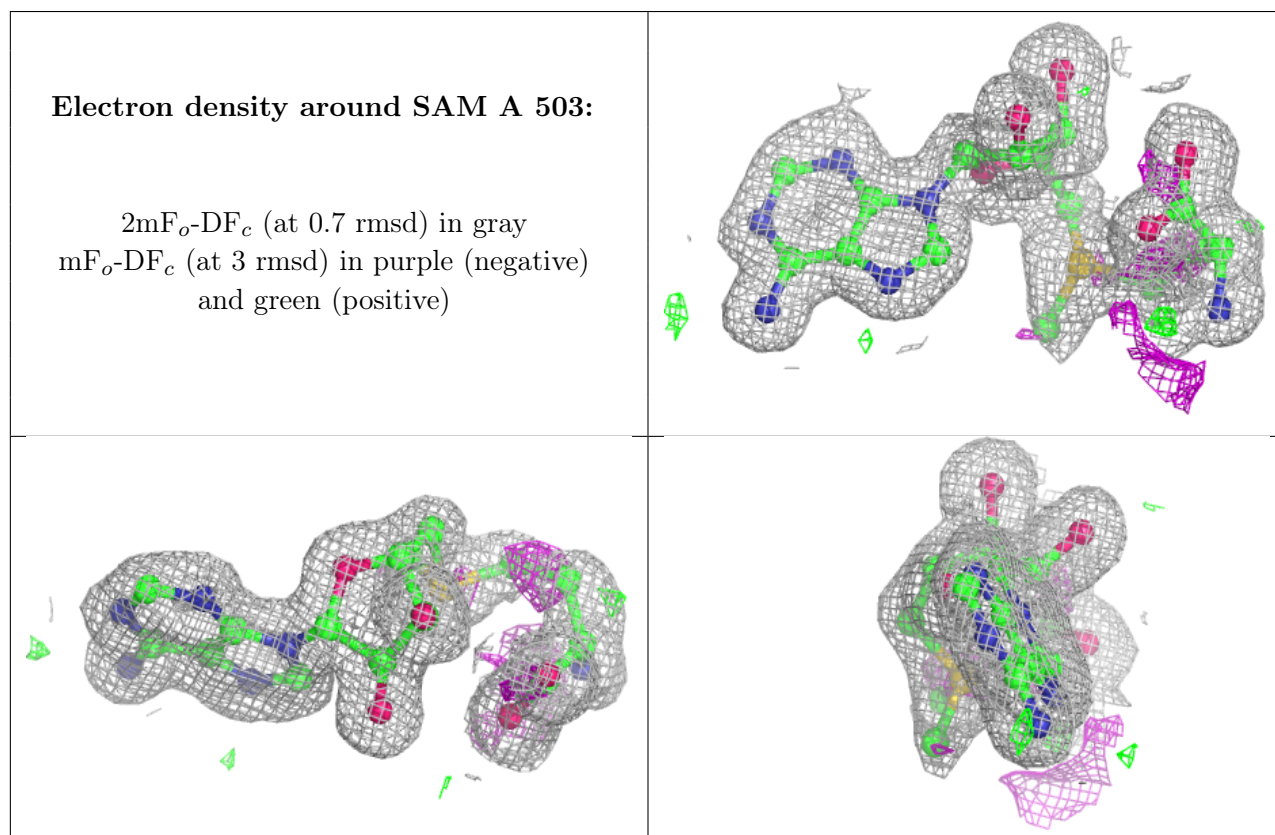 Electron density around SAM A 503:
2mFₒ-DF𝑐 (at 0.7 rmsd) in gray
mFₒ-DF𝑐 (at 3 rmsd) in purple (negative)
and green (positive)